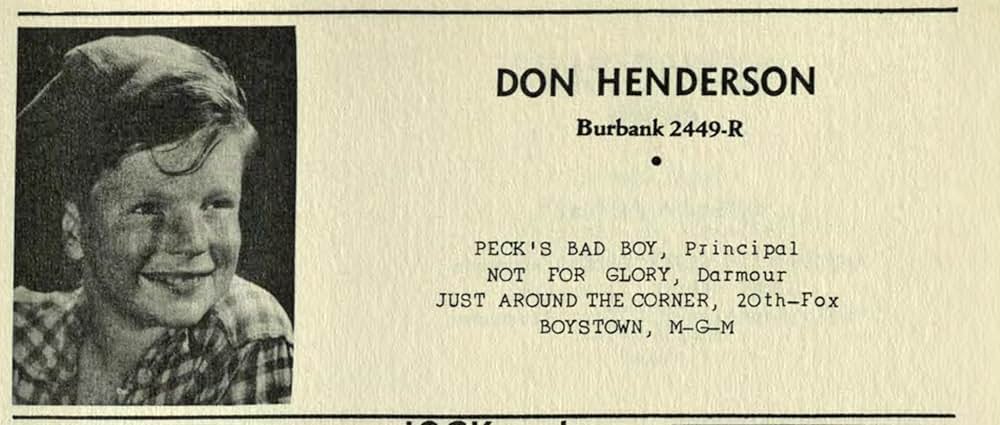 DON HENDERSON
Burbank 2449-R
PECK'S BAD BOY, Principal
NOT FOR GLORY, Darmour
JUST AROUND THE CORNER, 20th-Fox
BOYSTOWN, M-G-M